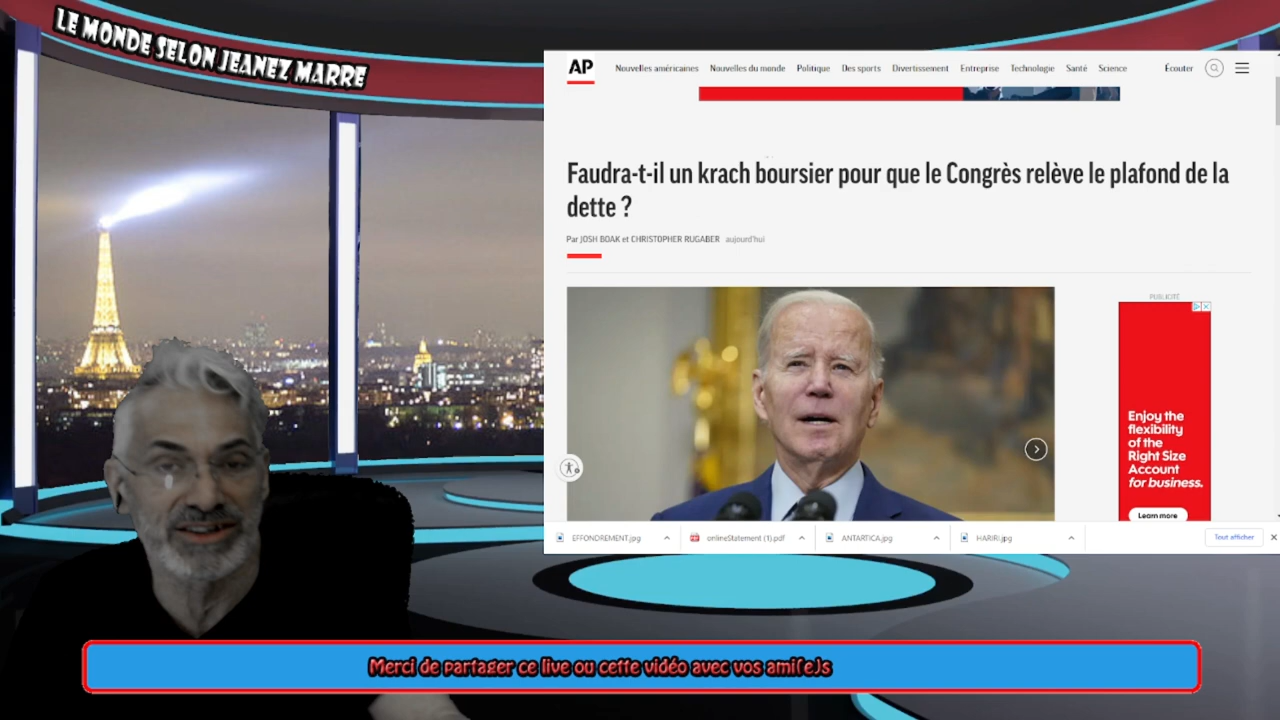 LE MONDE SELON JEANEZ MARRE
AP
Nouvelles américaines Nouvelles du monde Politique Des sports Divertissement Entreprise Technologie Santé Science Écouter
Faudra-t-il un krach boursier pour que le Congrès relève le plafond de la
dette ?
Par JOSH BOAK et CHRISTOPHER RUGABER aujourd'hui
PUBLICITÉ
Enjoy the
flexibility
of the
Right Size
Account
for business.
Learn more
EFFONDREMENT.jpg onlineStatement (1).pdf ANTARTICA.jpg HARIRI.jpg Tout afficher
Merci de partager ce live ou cette vidéo avec vos ami(e)s